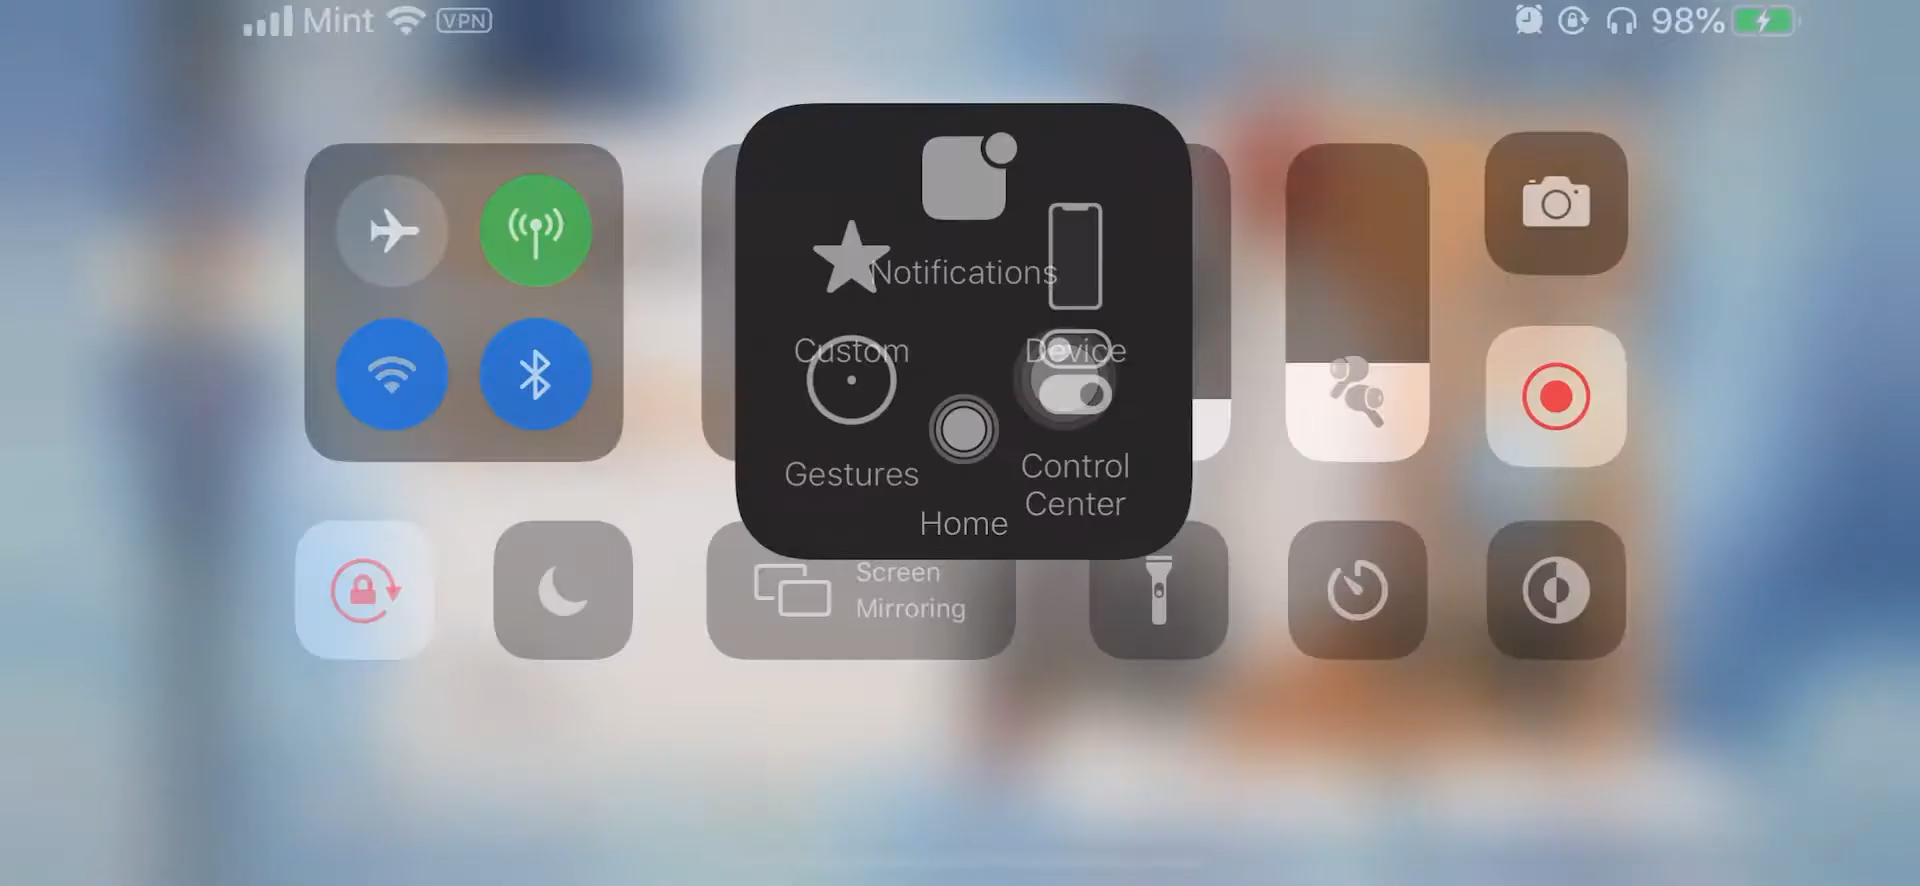 Mint VPN 98%
Notifications
Custom Device
Gestures
Control
Center
Home
Screen
Mirroring